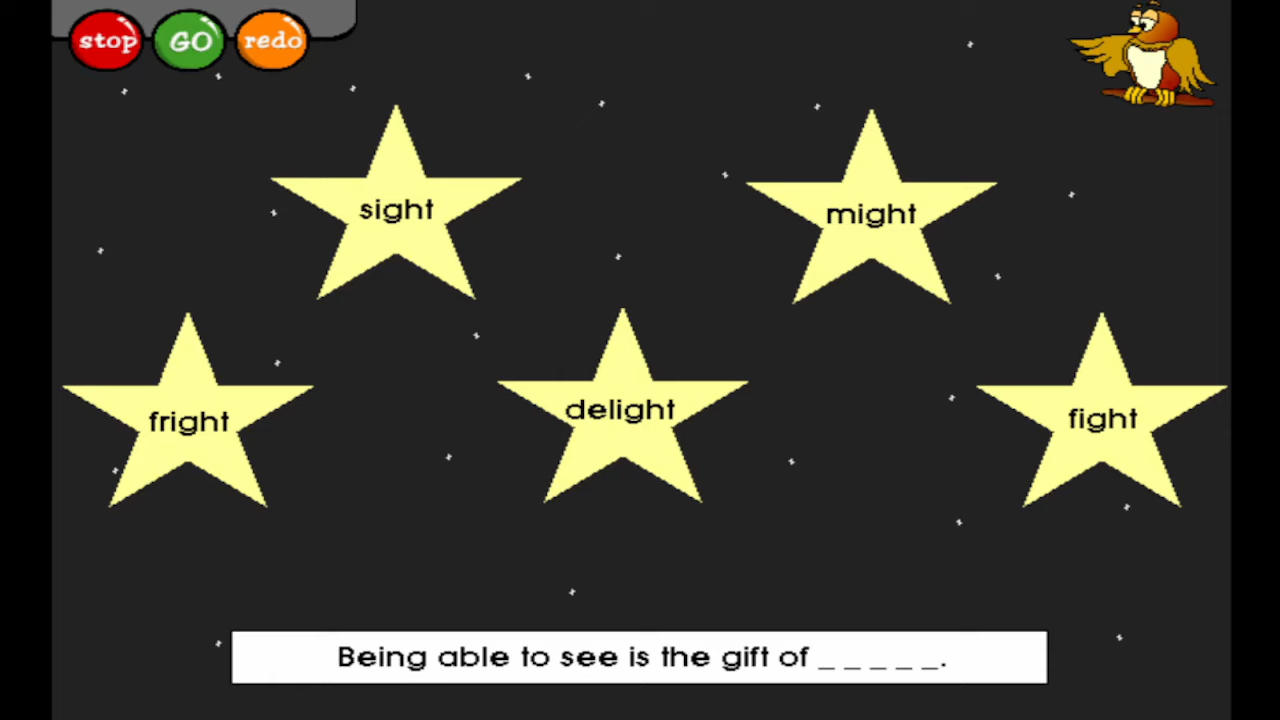 stop GO redo
sight
might
fright
delight
fight
Being able to see is the gift of _ _ _ _ _.